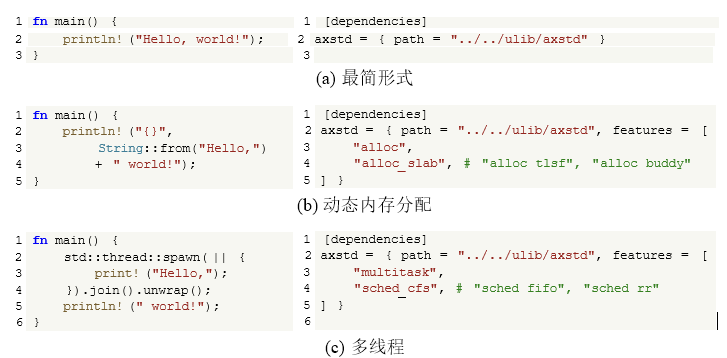 1 fn main() {
2 println! ("Hello, world!");
3 }
1 [dependencies]
2 axstd = { path = "../../ulib/axstd" }
3
(a) 最简形式
1 fn main() {
2 println! ("{}",
3 String::from("Hello,")
4 + " world!");
5 }
1 [dependencies]
2 axstd = { path = "../../ulib/axstd", features = [
3 "alloc",
4 "alloc_slab", # "alloc tlsf", "alloc buddy"
5 ] }
(b) 动态内存分配
1 fn main() {
2 std::thread::spawn( || {
3 print! ("Hello,");
4 }).join().unwrap();
5 println! (" world!");
6 }
1 [dependencies]
2 axstd = { path = "../../ulib/axstd", features = [
3 "multitask",
4 "sched_cfs", # "sched fifo", "sched rr"
5 ] }
6
(c) 多线程